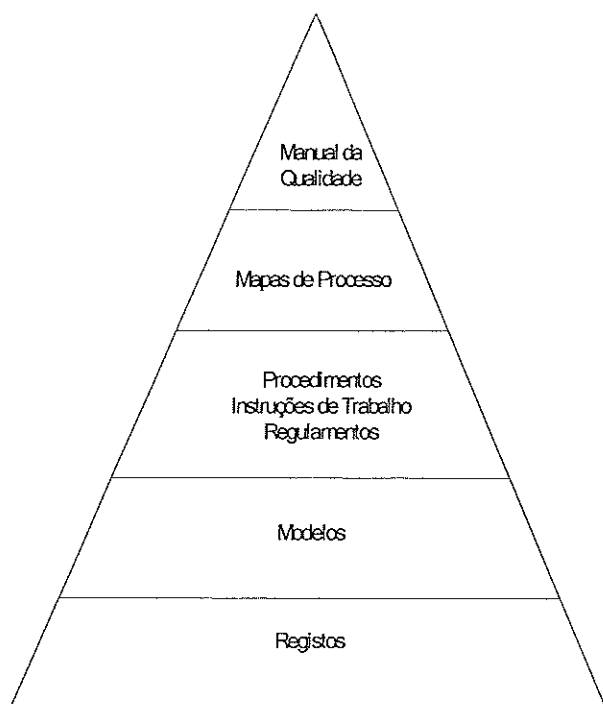 Manual da
Qualidade
Mapas de Processo
Procedimentos
Instruções de Trabalho
Regulamentos
Modelos
Registos